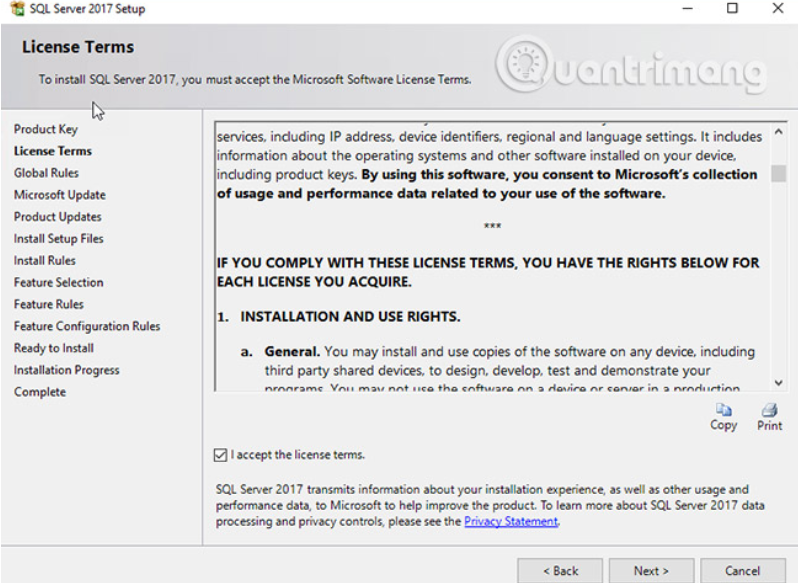 SQL Server 2017 Setup
License Terms
To install SQL Server 2017, you must accept the Microsoft Software License Terms.
Quantrimang
Product Key
License Terms
Global Rules
Microsoft Update
Product Updates
Install Setup Files
Install Rules
Feature Selection
Feature Rules
Feature Configuration Rules
Ready to Install
Installation Progress
Complete
services, including IP address, device identifiers, regional and language settings. It includes
information about the operating systems and other software installed on your device,
including product keys. By using this software, you consent to Microsoft's collection
of usage and performance data related to your use of the software.
***
IF YOU COMPLY WITH THESE LICENSE TERMS, YOU HAVE THE RIGHTS BELOW FOR
EACH LICENSE YOU ACQUIRE.
1. INSTALLATION AND USE RIGHTS.
a. General. You may install and use copies of the software on any device, including
third party shared devices, to design, develop, test and demonstrate your
programs. You may not use the software on a device or server in a production
Copy
Print
I accept the license terms.
SQL Server 2017 transmits information about your installation experience, as well as other usage and
performance data, to Microsoft to help improve the product. To learn more about SQL Server 2017 data
processing and privacy controls, please see the Privacy Statement.
< Back
Next >
Cancel